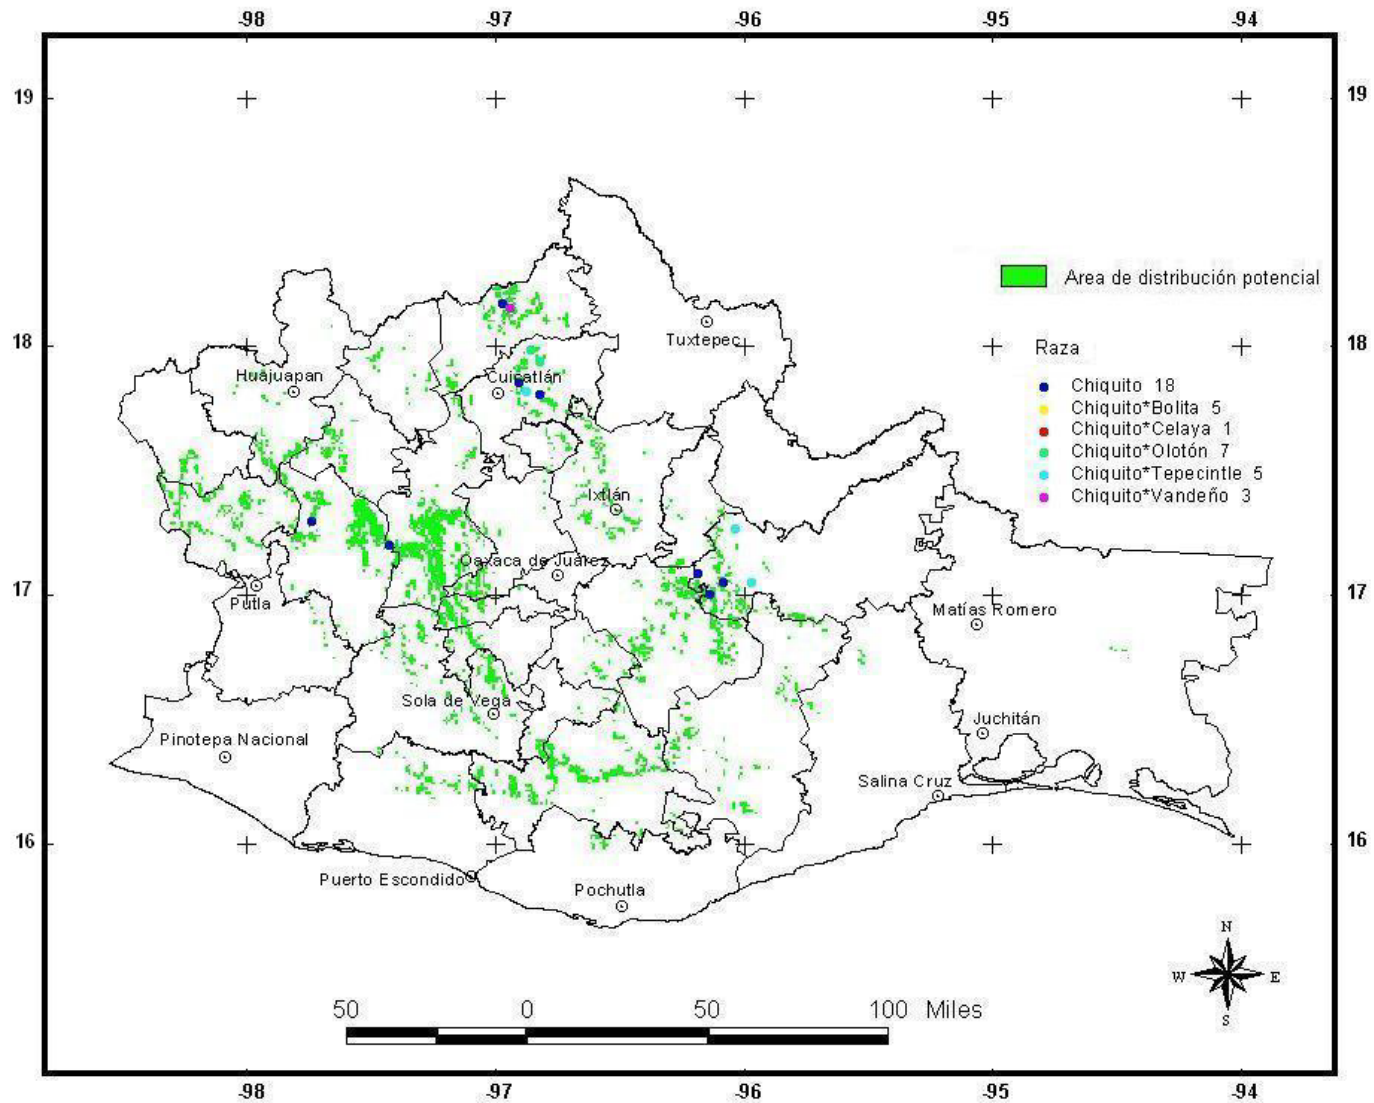 -98 -97 -96 -95 -94
19 19
Area de distribución potencial
Tuxtepec
18 18
Raza
Huajuapan
Cuicatlán
Chiquito 18
Chiquito*Bolita 5
Chiquito*Celaya 1
Chiquito*Olotón 7
Chiquito*Tepecintle 5
Chiquito*Vandeño 3
Ixtlán
Oaxaca de Juárez
17 17
Putla
Matías Romero
Sola de Vega
Juchitán
Pinotepa Nacional
Salina Cruz
16 16
Puerto Escondido
Pochutla
N
W E
S
50 0 50 100 Miles
-98 -97 -96 -95 -94